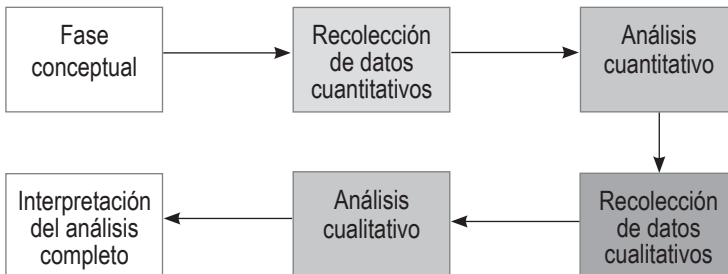 Fase
conceptual
Recolección
de datos
cuantitativos
Análisis
cuantitativo
Recolección
de datos
cualitativos
Análisis
cualitativo
Interpretación
del análisis
completo